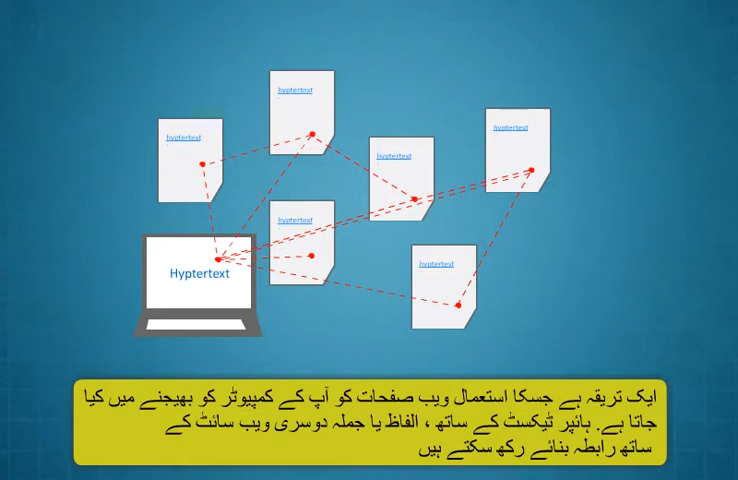 hyptertext
hyptertext
hyptertext
hyptertext
hyptertext
hyptertext
Hyptertext
ایک تریقہ ہے جسکا استعمال ویب صفحات کو آپ کے کمپیوٹر کو بھیجنے میں کیا
جاتا ہے. ہائپر ٹیکسٹ کے ساتھ ، الفاظ یا جملہ دوسری ویب سائٹ کے
ساتھ رابطہ بنائے رکھ سکتے ہیں